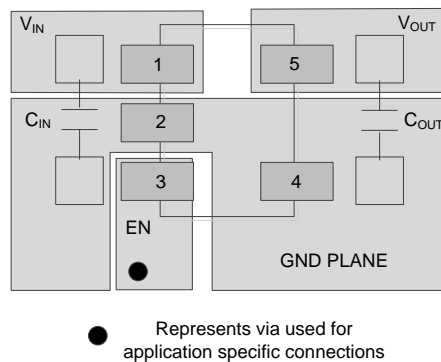 VIN
VOUT
1
5
2
CIN
COUT
3
4
EN
GND PLANE
Represents via used for
application specific connections